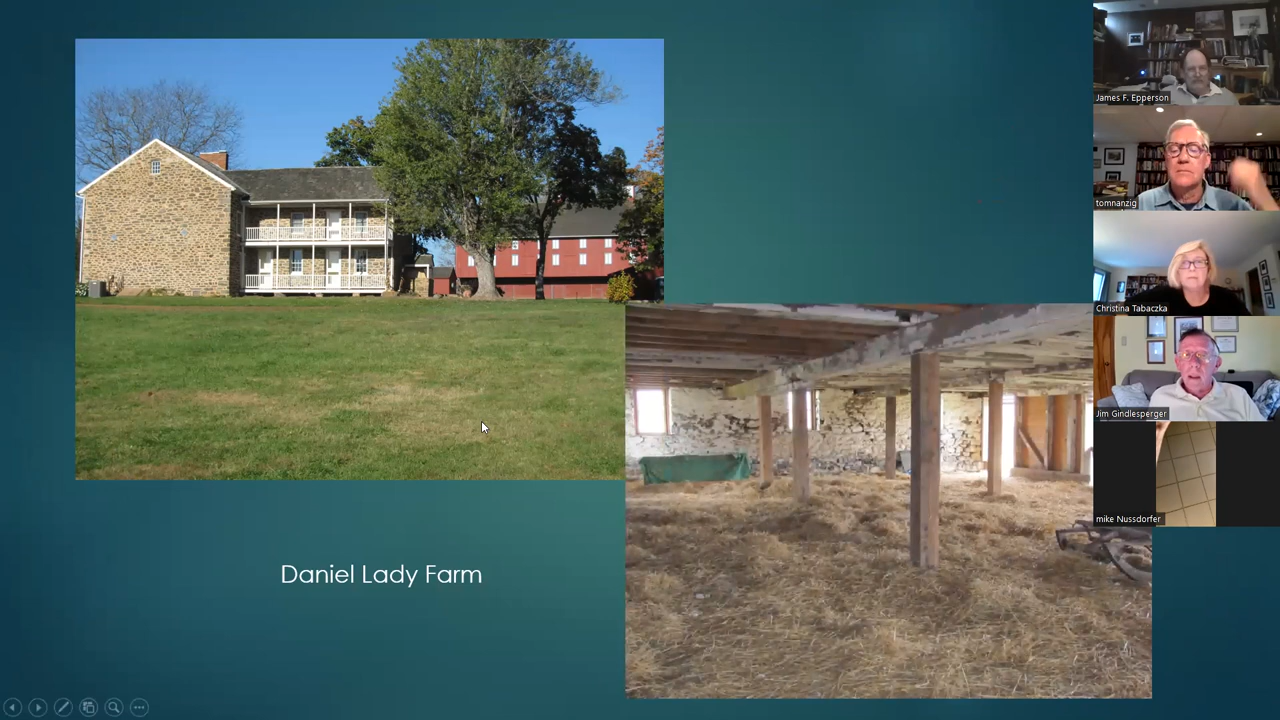 Daniel Lady Farm
James F. Epperson
tomnanzig
Christina Tabaczka
Jim Gindlesperger
mike Nussdorfer